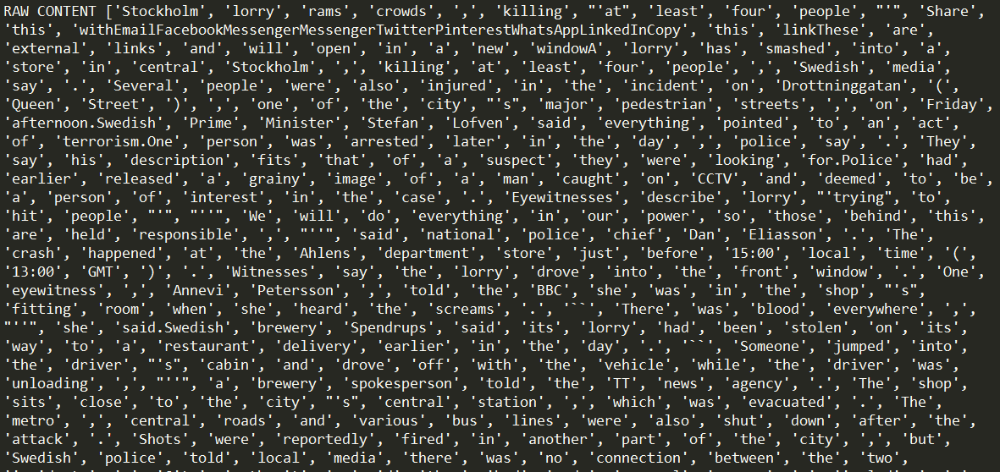 RAW CONTENT ['Stockholm', 'lorry', 'rams', 'crowds', ',', 'killing', "'at", 'least', 'four', 'people', "'", 'Share',
'this', 'withEmailFacebookMessengerMessengerTwitterPinterestWhatsAppLinkedInCopy', 'this', 'linkThese', 'are',
'external', 'links', 'and', 'will', 'open', 'in', 'a', 'new', 'windowA', 'lorry', 'has', 'smashed', 'into', 'a',
'store', 'in', 'central', 'Stockholm', ',', 'killing', 'at', 'least', 'four', 'people', ',', 'Swedish', 'media',
'say', '.', 'Several', 'people', 'were', 'also', 'injured', 'in', 'the', 'incident', 'on', 'Drottninggatan', '(',
'Queen', 'Street', ')', ',', 'one', 'of', 'the', 'city', "'s", 'major', 'pedestrian', 'streets', ',', 'on', 'Friday',
'afternoon.Swedish', 'Prime', 'Minister', 'Stefan', 'Lofven', 'said', 'everything', 'pointed', 'to', 'an', 'act',
'of', 'terrorism.One', 'person', 'was', 'arrested', 'later', 'in', 'the', 'day', ',', 'police', 'say', '.', 'They',
'say', 'his', 'description', 'fits', 'that', 'of', 'a', 'suspect', 'they', 'were', 'looking', 'for.Police', 'had',
'earlier', 'released', 'a', 'grainy', 'image', 'of', 'a', 'man', 'caught', 'on', 'CCTV', 'and', 'deemed', 'to', 'be',
'a', 'person', 'of', 'interest', 'in', 'the', 'case', '.', 'Eyewitnesses', 'describe', 'lorry', "'trying", 'to',
'hit', 'people', "'", "''", 'We', 'will', 'do', 'everything', 'in', 'our', 'power', 'so', 'those', 'behind', 'this',
'are', 'held', 'responsible', ',', "''", 'said', 'national', 'police', 'chief', 'Dan', 'Eliasson', '.', 'The',
'crash', 'happened', 'at', 'the', 'Ahlens', 'department', 'store', 'just', 'before', '15:00', 'local', 'time', '(',
'13:00', 'GMT', ')', '.', 'Witnesses', 'say', 'the', 'lorry', 'drove', 'into', 'the', 'front', 'window', '.', 'One',
'eyewitness', ',', 'Annevi', 'Petersson', ',', 'told', 'the', 'BBC', 'she', 'was', 'in', 'the', 'shop', "'s",
'fitting', 'room', 'when', 'she', 'heard', 'the', 'screams', '.', '``', 'There', 'was', 'blood', 'everywhere', ',',
"''", 'she', 'said.Swedish', 'brewery', 'Spendrups', 'said', 'its', 'lorry', 'had', 'been', 'stolen', 'on', 'its',
'way', 'to', 'a', 'restaurant', 'delivery', 'earlier', 'in', 'the', 'day', '.', '``', 'Someone', 'jumped', 'into',
'the', 'driver', "'s", 'cabin', 'and', 'drove', 'off', 'with', 'the', 'vehicle', 'while', 'the', 'driver', 'was',
'unloading', ',', "''", 'a', 'brewery', 'spokesperson', 'told', 'the', 'TT', 'news', 'agency', '.', 'The', 'shop',
'sits', 'close', 'to', 'the', 'city', "'s", 'central', 'station', ',', 'which', 'was', 'evacuated', '.', 'The',
'metro', ',', 'central', 'roads', 'and', 'various', 'bus', 'lines', 'were', 'also', 'shut', 'down', 'after', 'the',
'attack', '.', 'Shots', 'were', 'reportedly', 'fired', 'in', 'another', 'part', 'of', 'the', 'city', ',', 'but',
'Swedish', 'police', 'told', 'local', 'media', 'there', 'was', 'no', 'connection', 'between', 'the', 'two',